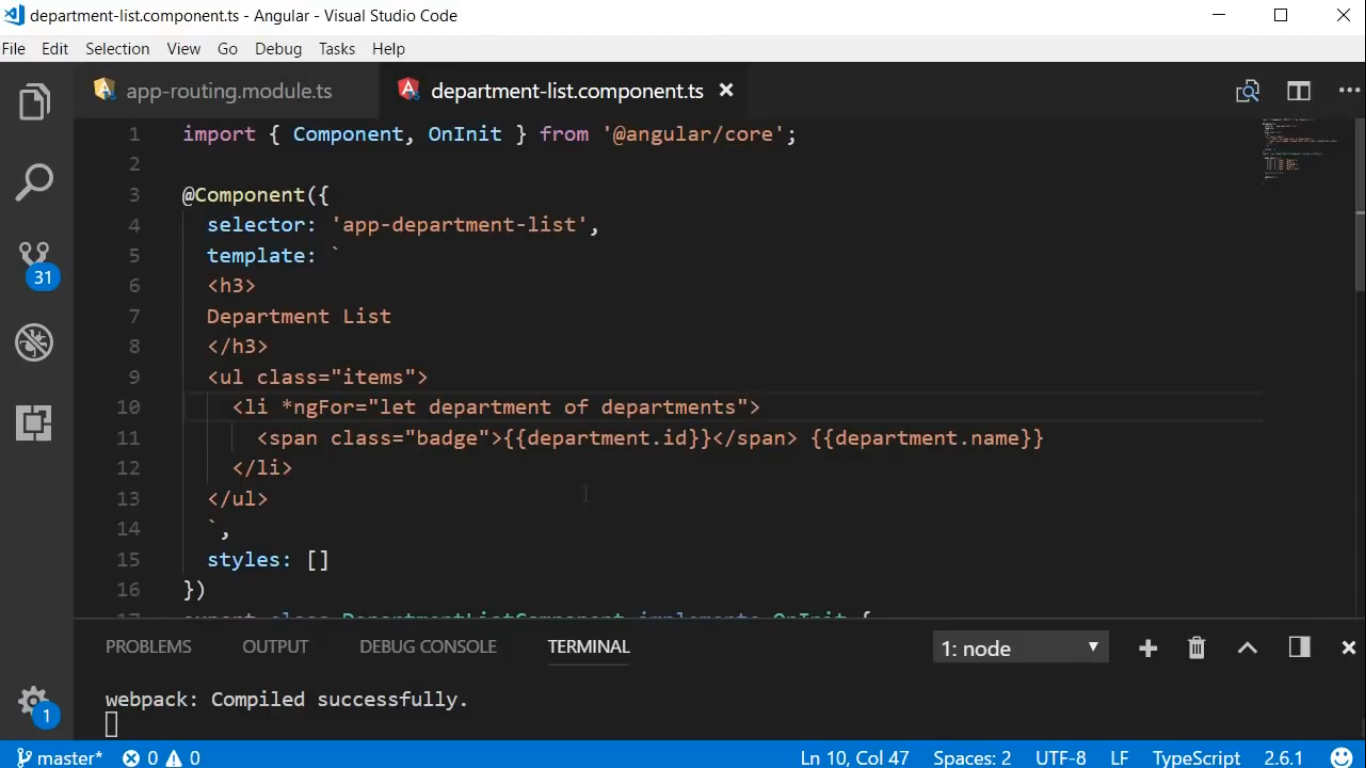 department-list.component.ts - Angular - Visual Studio Code
File Edit Selection View Go Debug Tasks Help
app-routing.module.ts department-list.component.ts
1 import { Component, OnInit } from '@angular/core';
2
3 @Component({
4 selector: 'app-department-list',
5 template: `
6 <h3>
7 Department List
8 </h3>
9 <ul class="items">
10 <li *ngFor="let department of departments">
11 <span class="badge">{{department.id}}</span> {{department.name}}
12 </li>
13 </ul>
14 `,
15 styles: []
16 })
17 export class DepartmentListComponent implements OnInit {
31
PROBLEMS OUTPUT DEBUG CONSOLE TERMINAL 1: node
webpack: Compiled successfully.
1
master* 0 0 Ln 10, Col 47 Spaces: 2 UTF-8 LF TypeScript 2.6.1